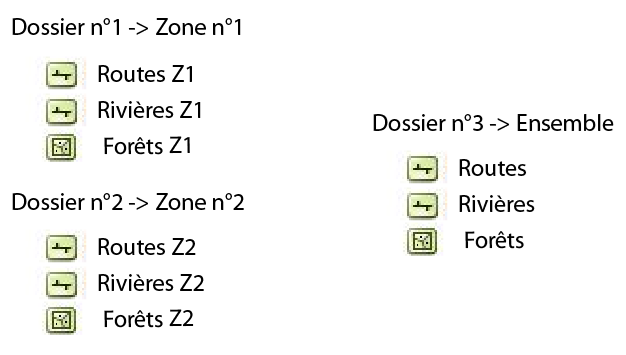 Dossier n°1 -> Zone n°1
Routes Z1
Rivières Z1
Forêts Z1
Dossier n°2 -> Zone n°2
Routes Z2
Rivières Z2
Forêts Z2
Dossier n°3 -> Ensemble
Routes
Rivières
Forêts